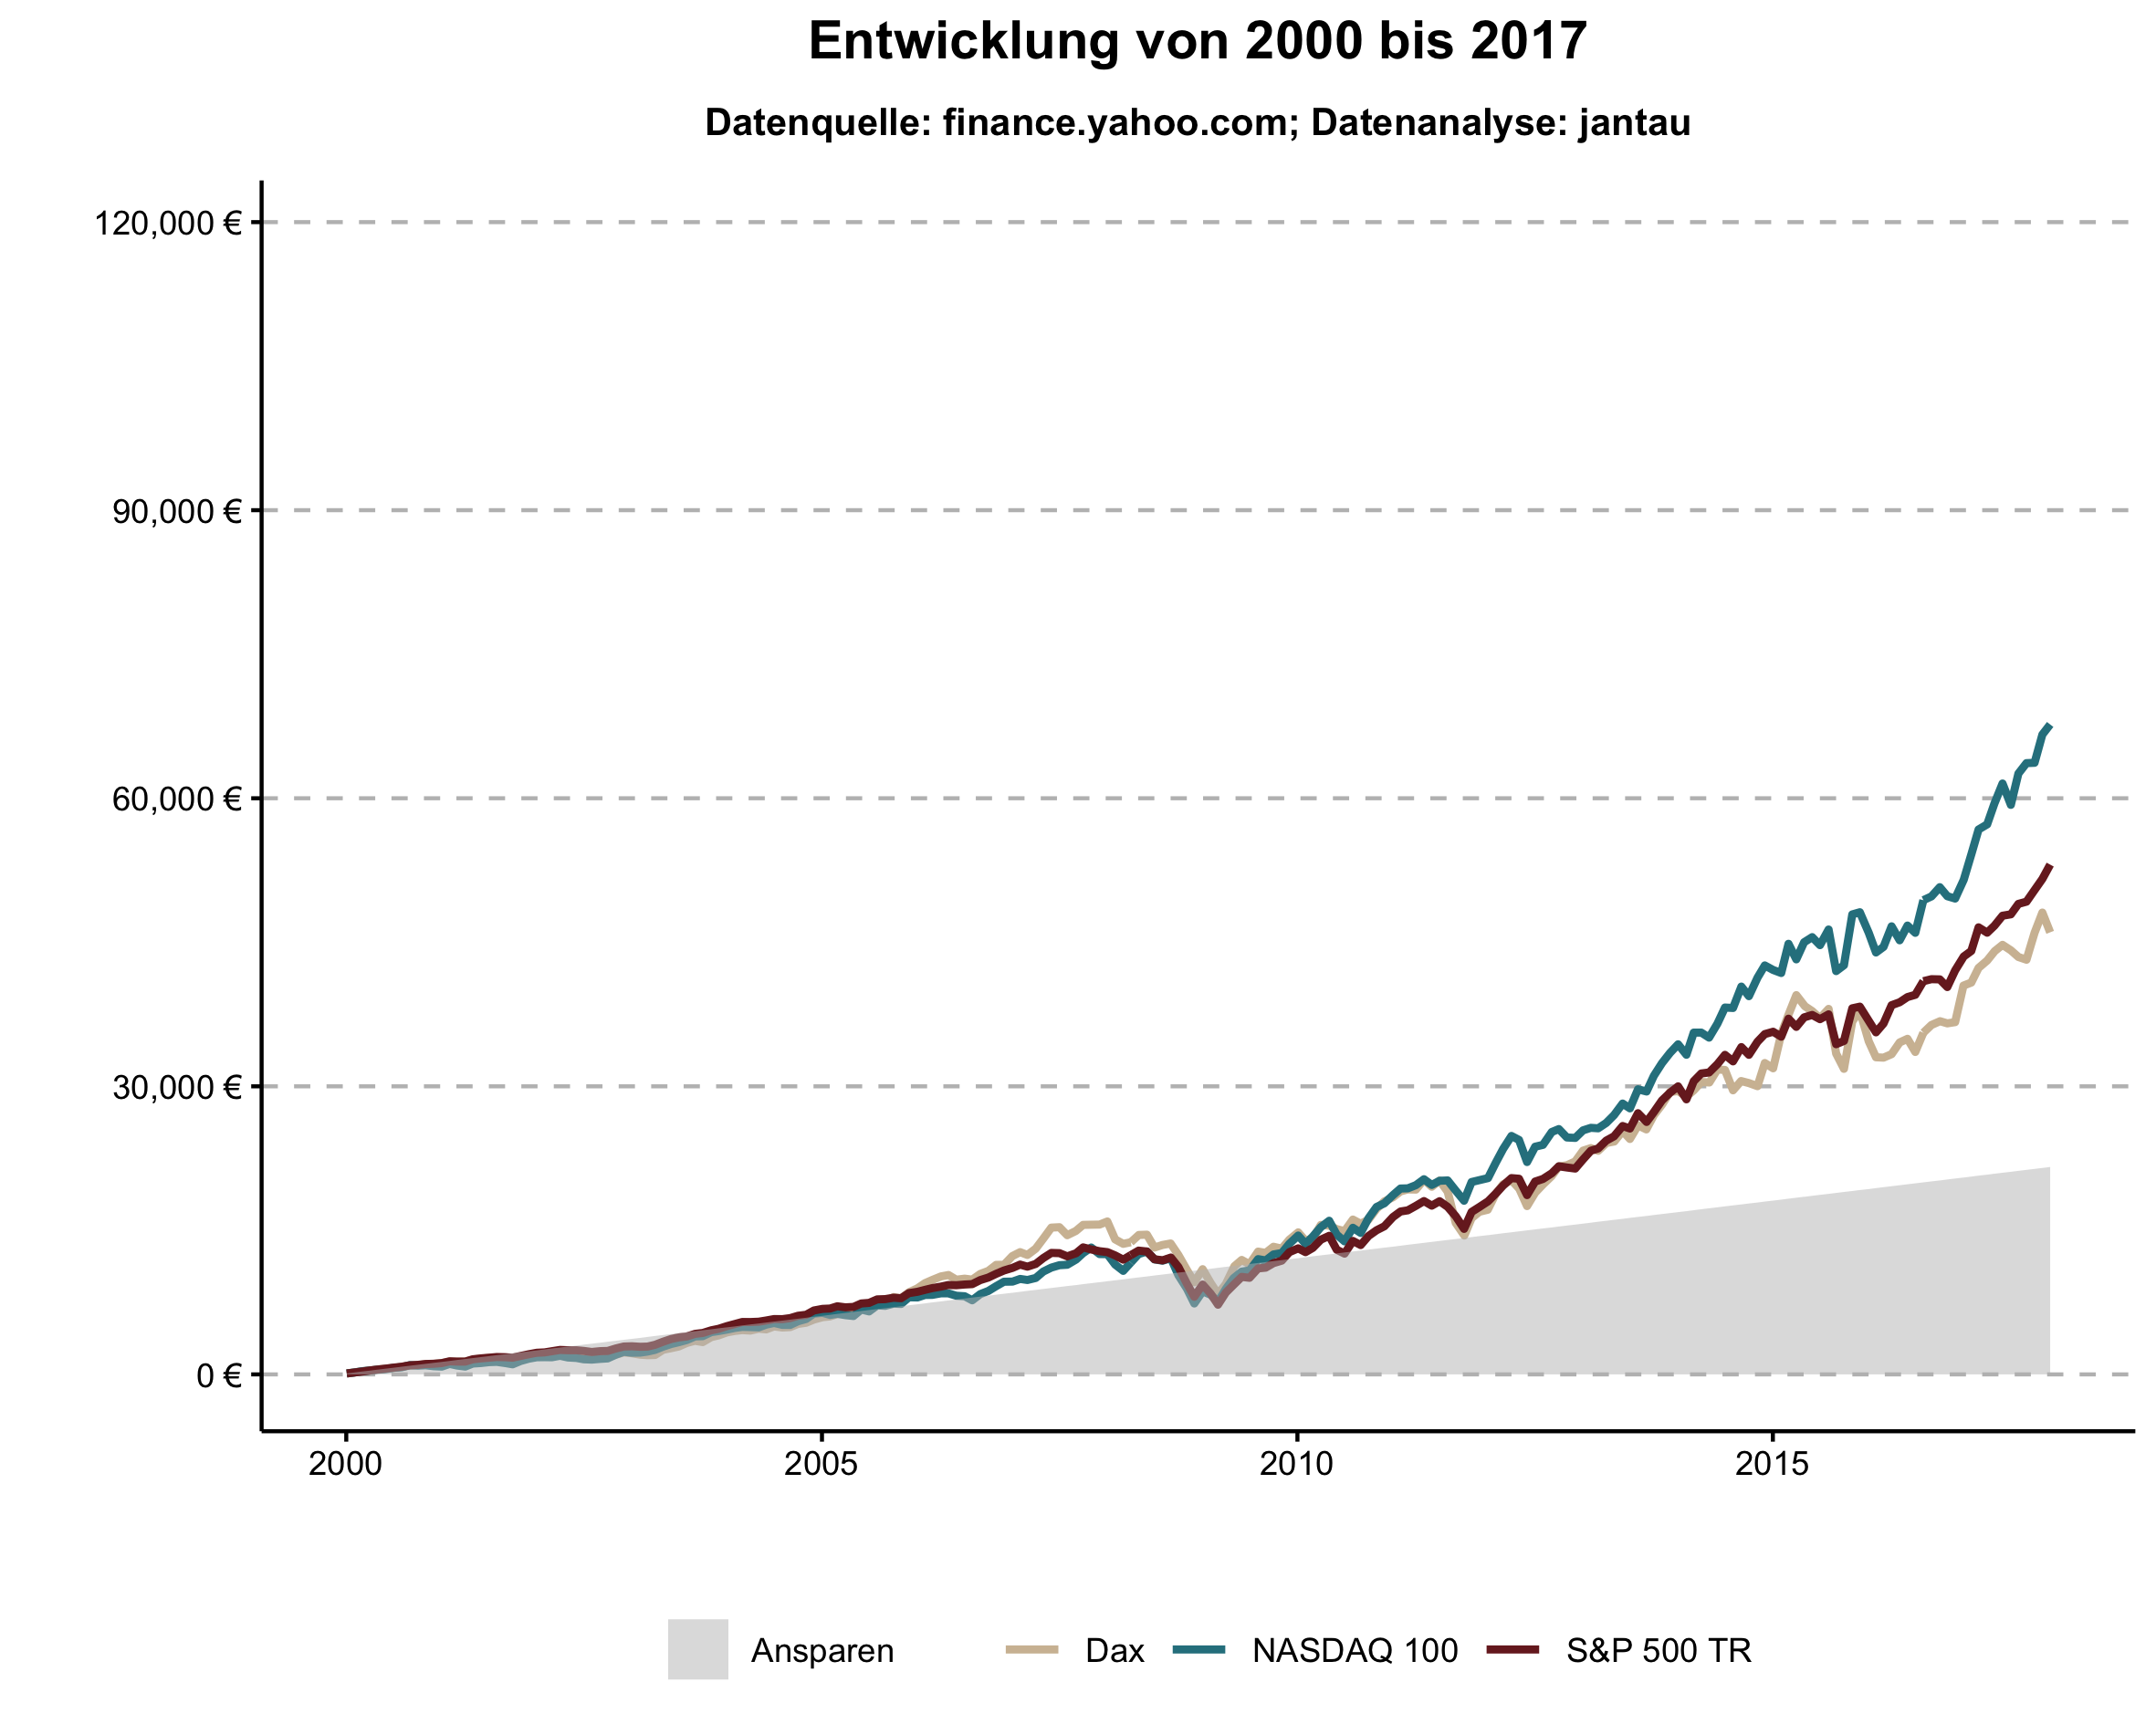 Entwicklung von 2000 bis 2017
Datenquelle: finance.yahoo.com; Datenanalyse: jantau
120,000 €
90,000 €
60,000 €
30,000 €
0 €
2000 2005 2010 2015
Ansparen Dax NASDAQ 100 S&P 500 TR